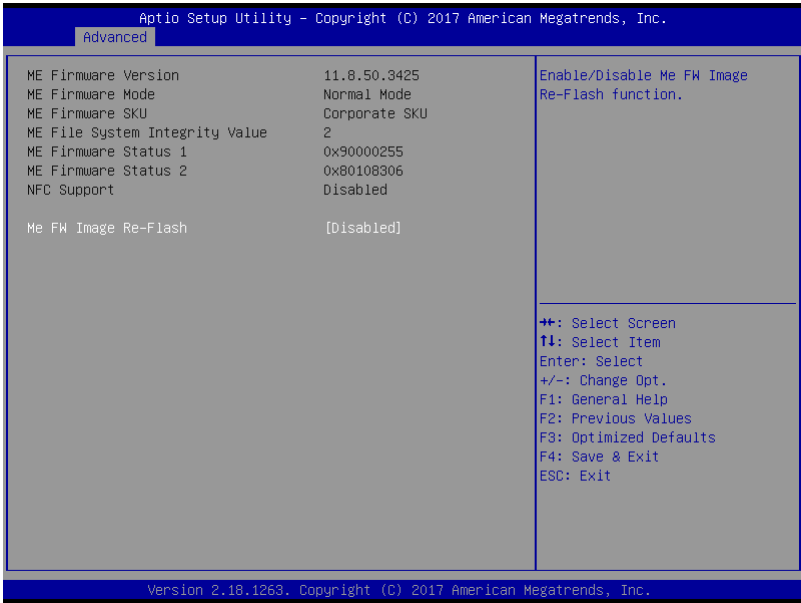 Aptio Setup Utility – Copyright (C) 2017 American Megatrends, Inc.
Advanced
ME Firmware Version 11.8.50.3425
ME Firmware Mode Normal Mode
ME Firmware SKU Corporate SKU
ME File System Integrity Value 2
ME Firmware Status 1 0x90000255
ME Firmware Status 2 0x80108306
NFC Support Disabled
Me FW Image Re-Flash [Disabled]
Enable/Disable Me FW Image
Re-Flash function.
→←: Select Screen
↑↓: Select Item
Enter: Select
+/-: Change Opt.
F1: General Help
F2: Previous Values
F3: Optimized Defaults
F4: Save & Exit
ESC: Exit
Version 2.18.1263. Copyright (C) 2017 American Megatrends, Inc.